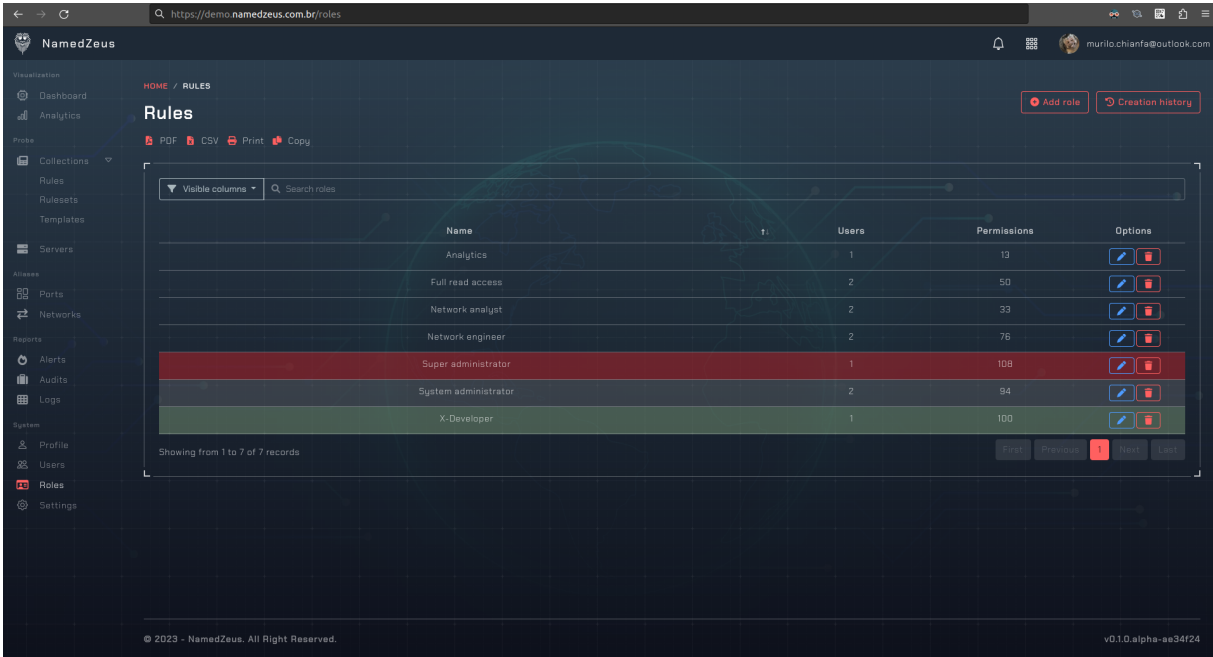 https://demo.namedzeus.com.br/roles
NamedZeus
murilo.chianfa@outlook.com
Visualization
Dashboard
Analytics
Probe
Collections
Rules
Rulesets
Templates
Servers
Aliases
Ports
Networks
Reports
Alerts
Audits
Logs
System
Profile
Users
Roles
Settings
HOME / RULES
Rules
Add role
Creation history
PDF CSV Print Copy
Visible columns
Search roles
Name Users Permissions Options
Analytics 1 13
Full read access 2 50
Network analyst 2 33
Network engineer 2 76
Super administrator 1 108
System administrator 2 94
X-Developer 1 100
Showing from 1 to 7 of 7 records
First Previous 1 Next Last
© 2023 - NamedZeus. All Right Reserved.
v0.1.0.alpha-ae34f24